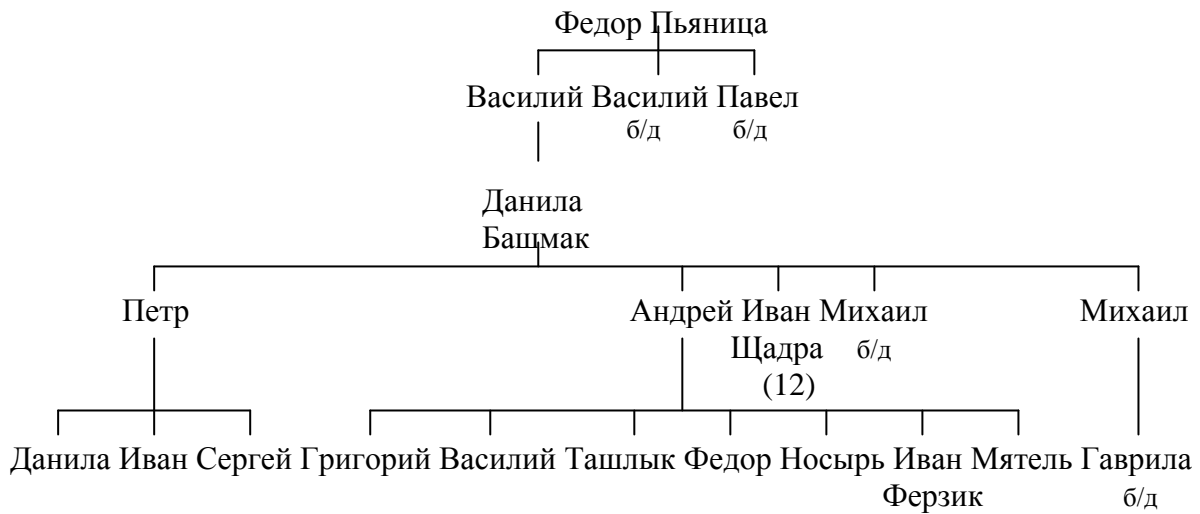 Федор Пьяница
Василий Василий Павел
б/д б/д
Данила
Башмак
Петр Андрей Иван Михаил Михаил
Щадра б/д
(12)
Данила Иван Сергей Григорий Василий Ташлык Федор Носырь Иван Мятель Гаврила
Ферзик б/д